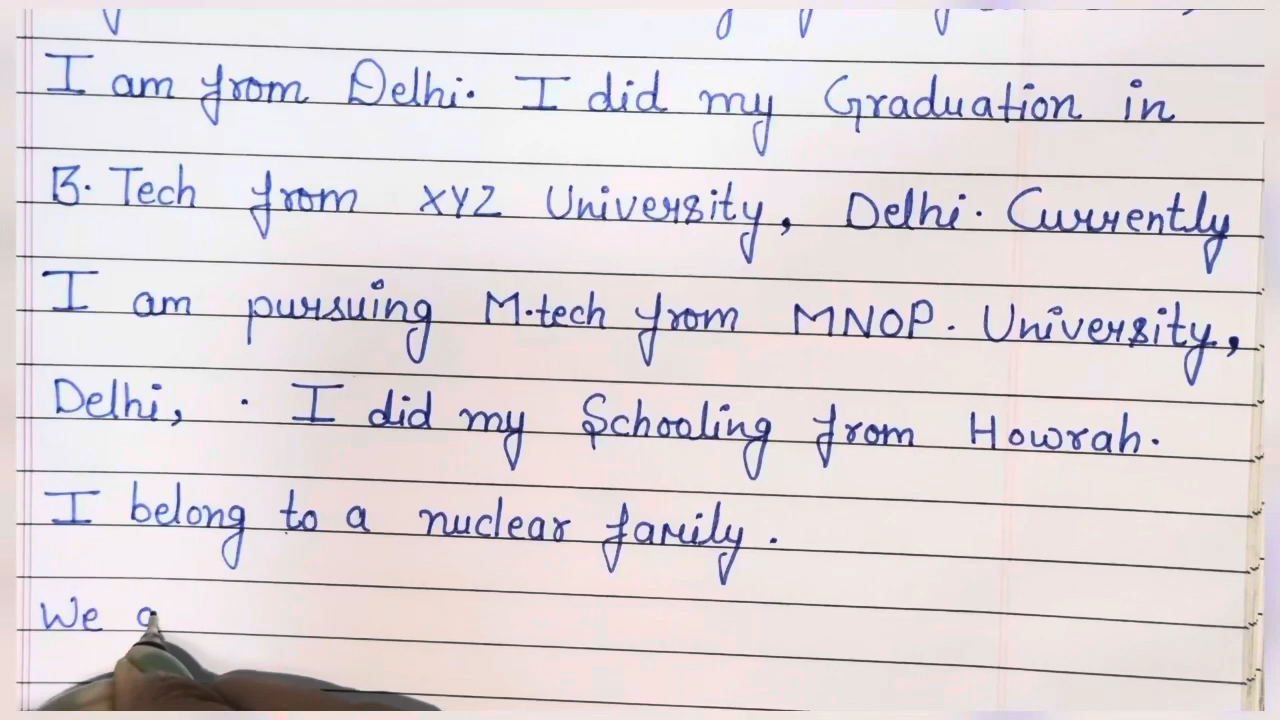 I am from Delhi. I did my Graduation in
B. Tech from XYZ University, Delhi. Currently
I am pursuing M.tech from MNOP. University,
Delhi, . I did my Schooling from Howrah.
I belong to a nuclear family.
We